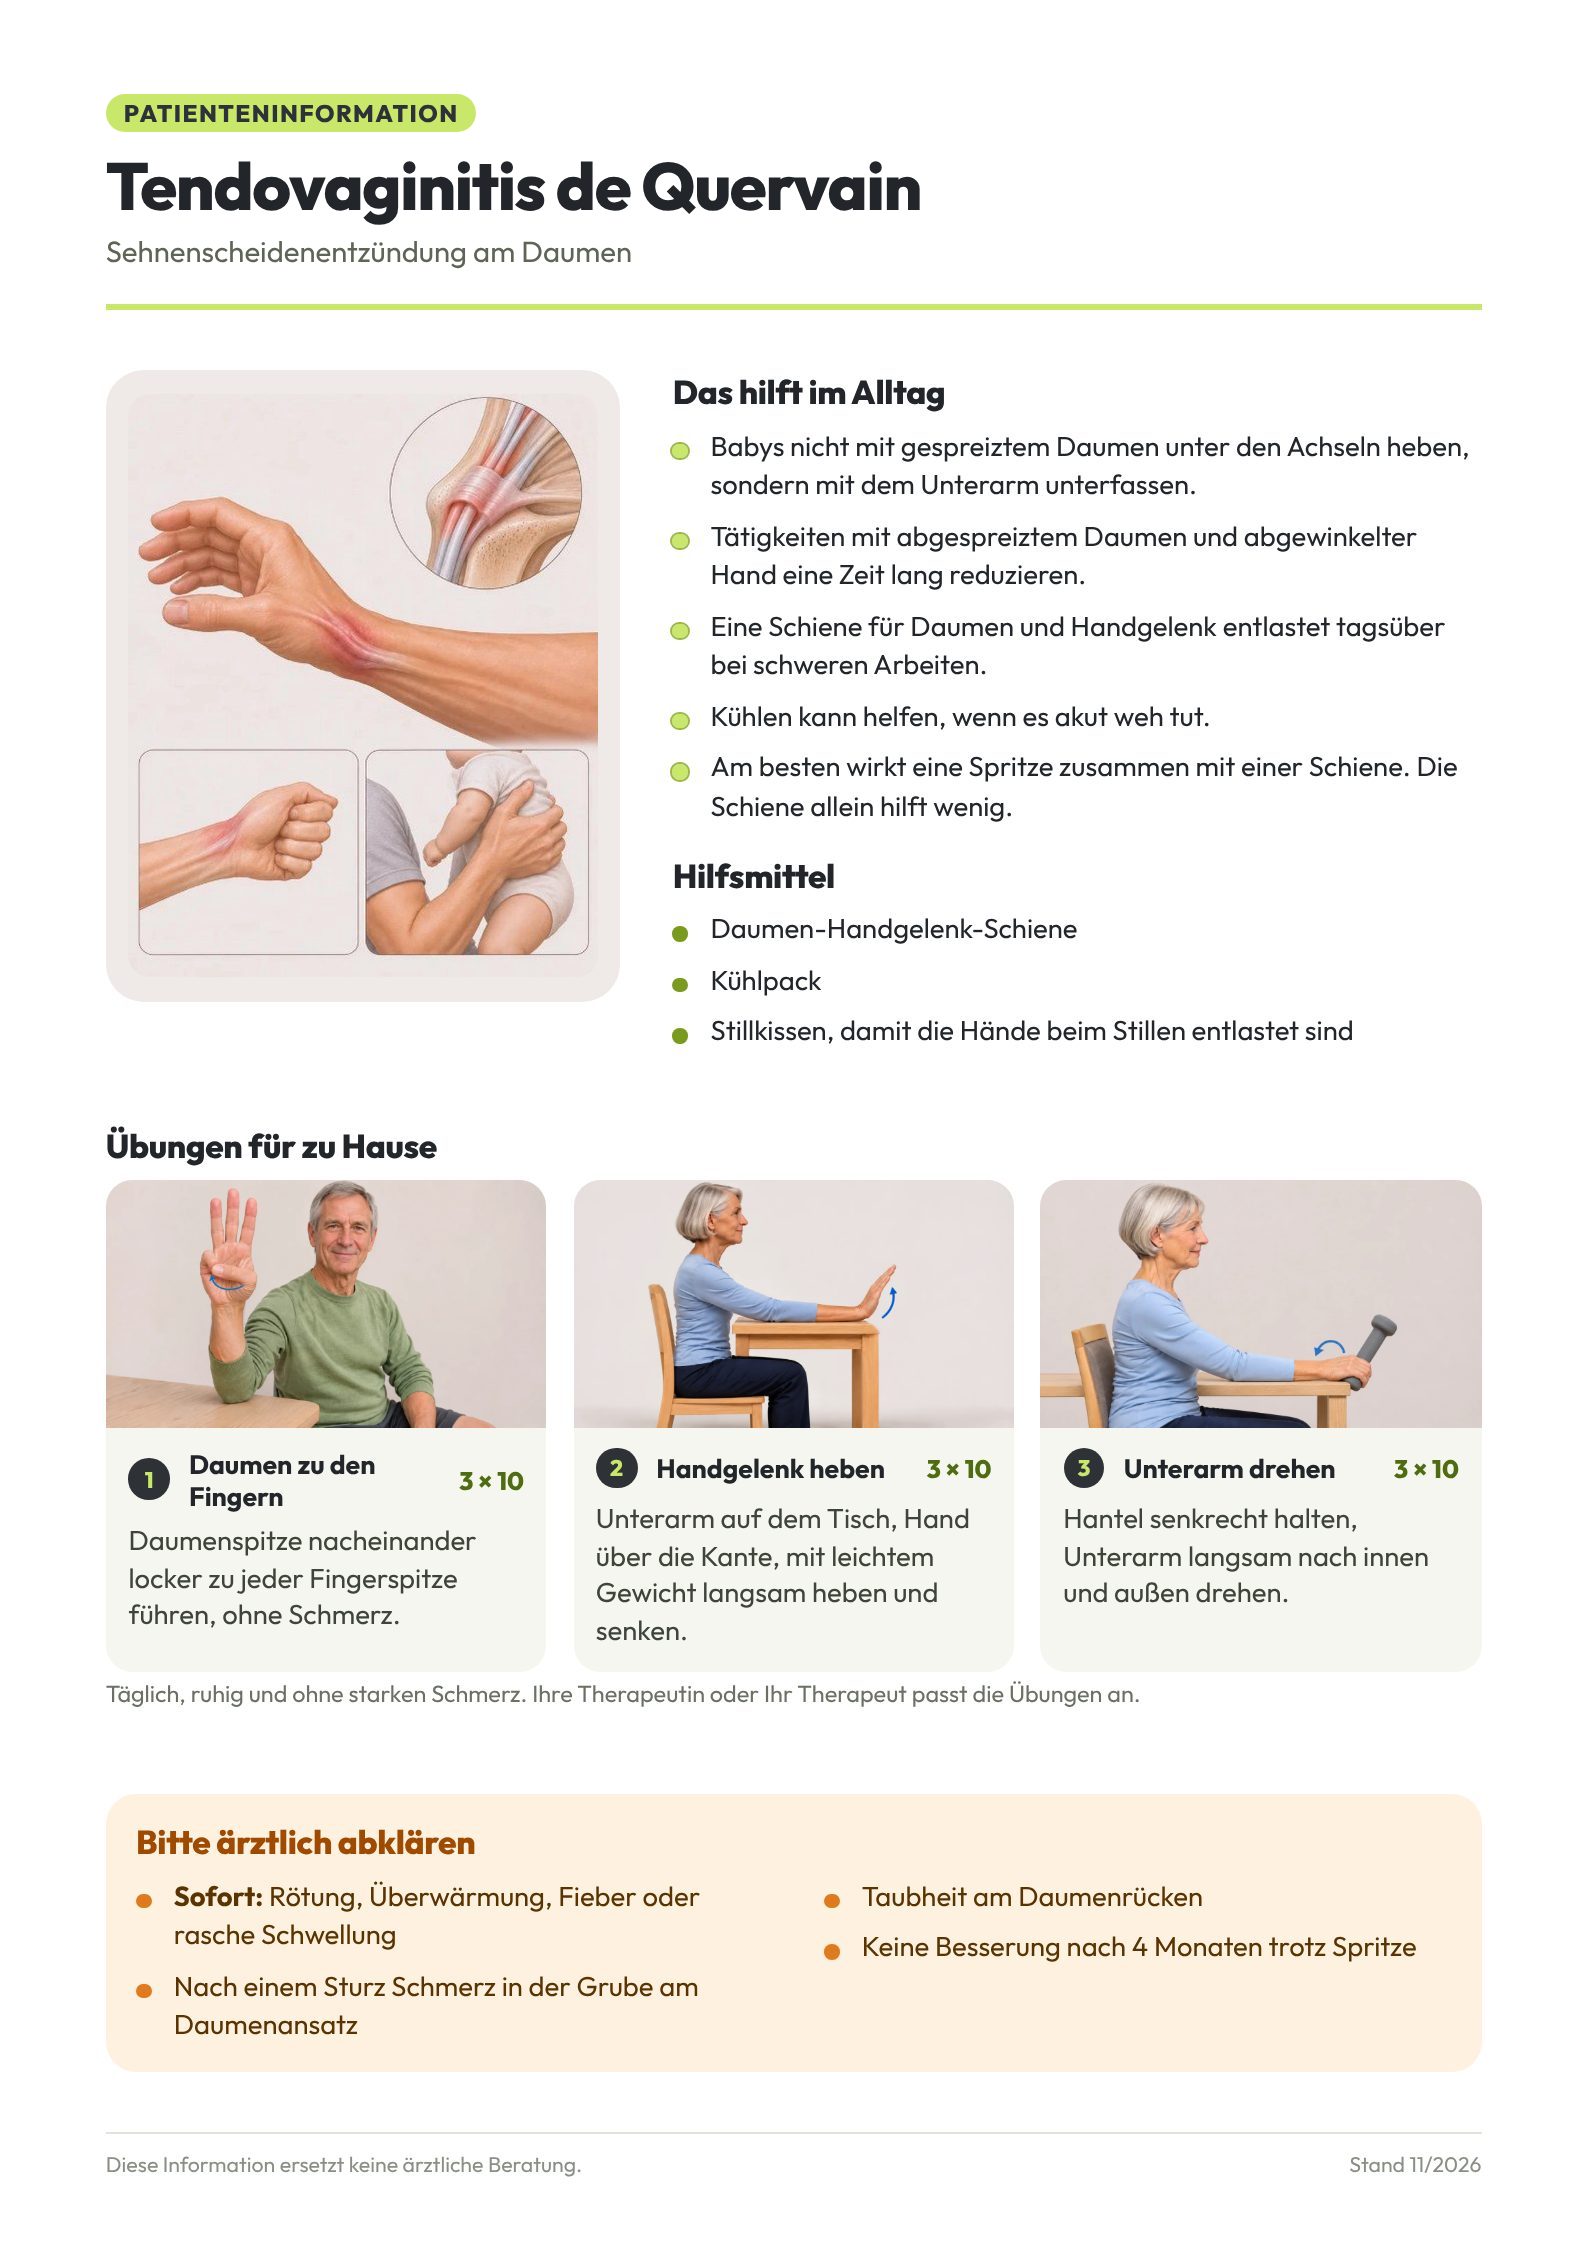 PATIENTENINFORMATION
Tendovaginitis de Quervain
Sehnenscheidenentzündung am Daumen
Das hilft im Alltag
Babys nicht mit gespreiztem Daumen unter den Achseln heben,
sondern mit dem Unterarm unterfassen.
Tätigkeiten mit abgespreiztem Daumen und abgewinkelter
Hand eine Zeit lang reduzieren.
Eine Schiene für Daumen und Handgelenk entlastet tagsüber
bei schweren Arbeiten.
Kühlen kann helfen, wenn es akut weh tut.
Am besten wirkt eine Spritze zusammen mit einer Schiene. Die
Schiene allein hilft wenig.
Hilfsmittel
Daumen-Handgelenk-Schiene
Kühlpack
Stillkissen, damit die Hände beim Stillen entlastet sind
Übungen für zu Hause
1 Daumen zu den
Fingern
3 × 10
Daumenspitze nacheinander
locker zu jeder Fingerspitze
führen, ohne Schmerz.
2 Handgelenk heben 3 × 10
Unterarm auf dem Tisch, Hand
über die Kante, mit leichtem
Gewicht langsam heben und
senken.
3 Unterarm drehen 3 × 10
Hantel senkrecht halten,
Unterarm langsam nach innen
und außen drehen.
Täglich, ruhig und ohne starken Schmerz. Ihre Therapeutin oder Ihr Therapeut passt die Übungen an.
Bitte ärztlich abklären
Sofort: Rötung, Überwärmung, Fieber oder
rasche Schwellung
Nach einem Sturz Schmerz in der Grube am
Daumenansatz
Taubheit am Daumenrücken
Keine Besserung nach 4 Monaten trotz Spritze
Diese Information ersetzt keine ärztliche Beratung.
Stand 11/2026